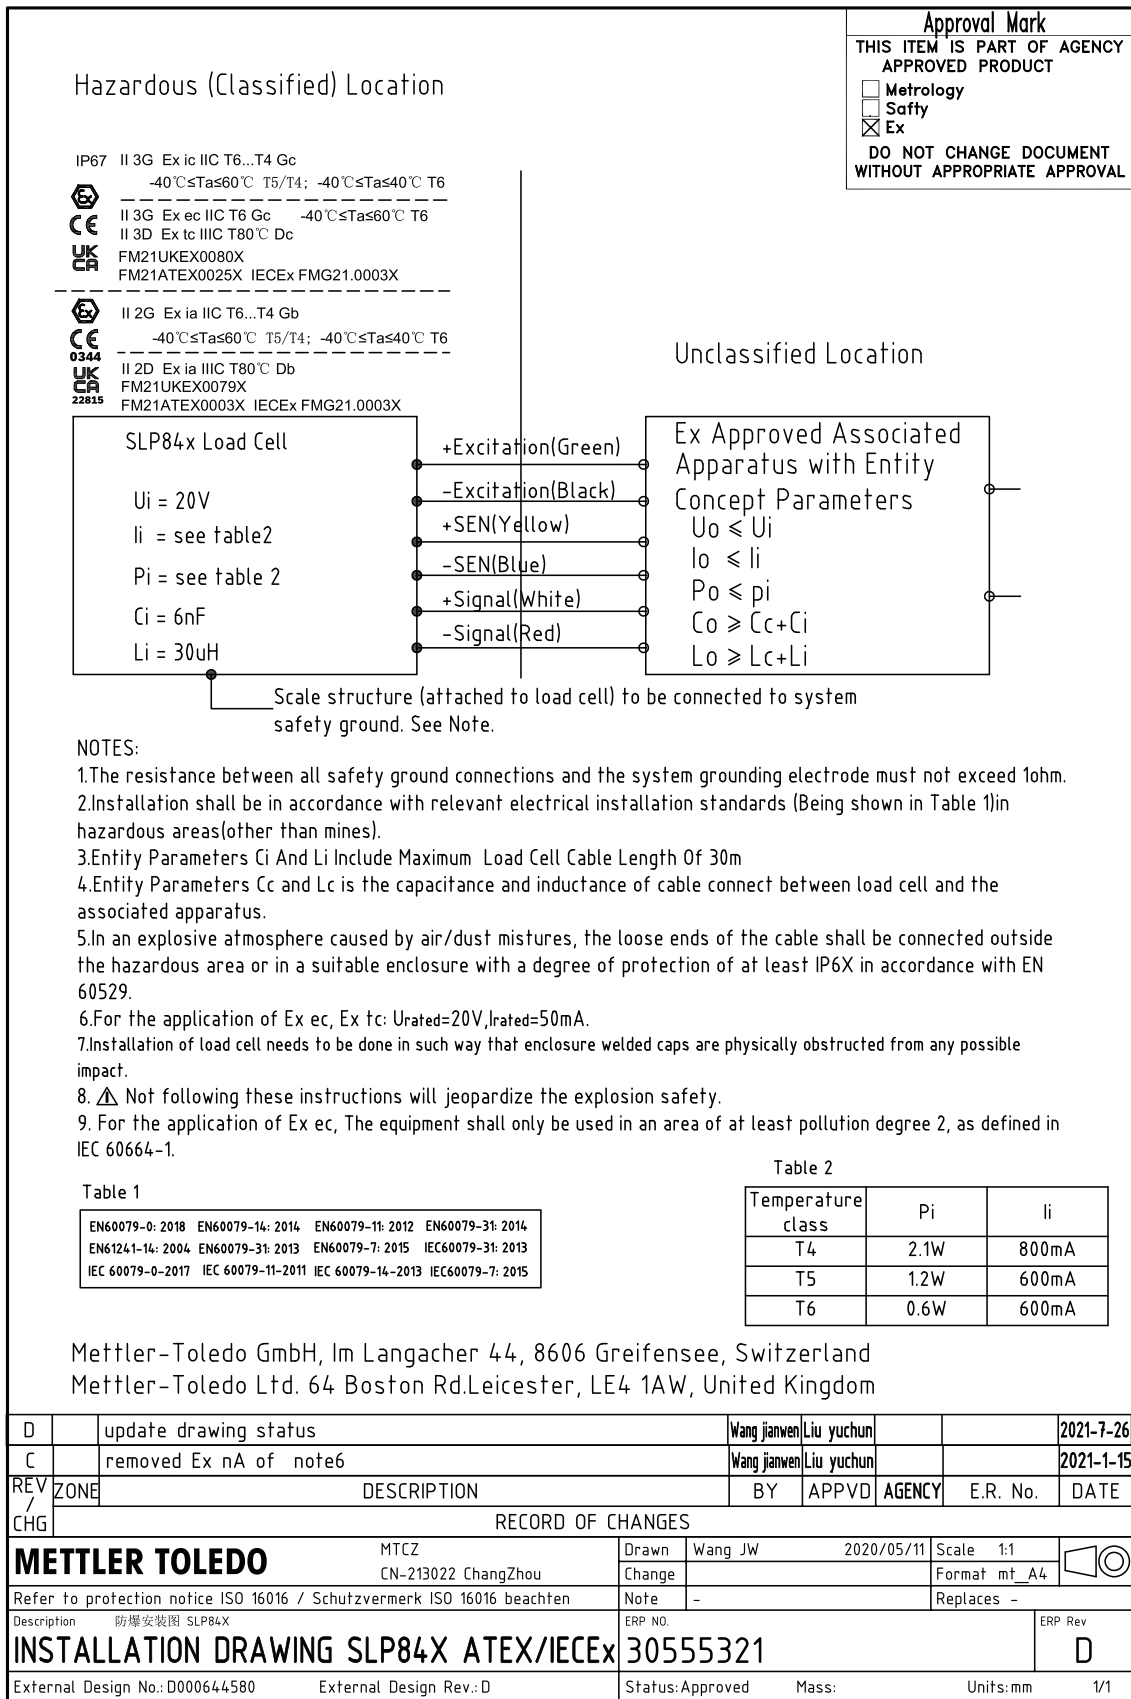 Approval Mark
THIS ITEM IS PART OF AGENCY
APPROVED PRODUCT
Metrology
Safty
Ex
DO NOT CHANGE DOCUMENT
WITHOUT APPROPRIATE APPROVAL
Hazardous (Classified) Location
IP67 II 3G Ex ic IIC T6...T4 Gc
-40℃≤Ta≤60℃ T5/T4; -40℃≤Ta≤40℃ T6
II 3G Ex ec IIC T6 Gc -40℃≤Ta≤60℃ T6
II 3D Ex tc IIIC T80℃ Dc
FM21UKEX0080X
FM21ATEX0025X IECEx FMG21.0003X
Ex
CE
UK
CA
II 2G Ex ia IIC T6...T4 Gb
-40℃≤Ta≤60℃ T5/T4; -40℃≤Ta≤40℃ T6
II 2D Ex ia IIIC T80℃ Db
FM21UKEX0079X
FM21ATEX0003X IECEx FMG21.0003X
Ex
CE
0344
UK
CA
22815
Unclassified Location
SLP84x Load Cell
Ui = 20V
Ii = see table2
Pi = see table 2
Ci = 6nF
Li = 30uH
+Excitation(Green)
-Excitation(Black)
+SEN(Yellow)
-SEN(Blue)
+Signal(White)
-Signal(Red)
Ex Approved Associated
Apparatus with Entity
Concept Parameters
Uo ⩽ Ui
Io ⩽ Ii
Po ⩽ pi
Co ⩾ Cc+Ci
Lo ⩾ Lc+Li
Scale structure (attached to load cell) to be connected to system
safety ground. See Note.
NOTES:
1.The resistance between all safety ground connections and the system grounding electrode must not exceed 1ohm.
2.Installation shall be in accordance with relevant electrical installation standards (Being shown in Table 1)in
hazardous areas(other than mines).
3.Entity Parameters Ci And Li Include Maximum Load Cell Cable Length Of 30m
4.Entity Parameters Cc and Lc is the capacitance and inductance of cable connect between load cell and the
associated apparatus.
5.In an explosive atmosphere caused by air/dust mistures, the loose ends of the cable shall be connected outside
the hazardous area or in a suitable enclosure with a degree of protection of at least IP6X in accordance with EN
60529.
6.For the application of Ex ec, Ex tc: Urated=20V,Irated=50mA.
7.Installation of load cell needs to be done in such way that enclosure welded caps are physically obstructed from any possible
impact.
8. ⚠ Not following these instructions will jeopardize the explosion safety.
9. For the application of Ex ec, The equipment shall only be used in an area of at least pollution degree 2, as defined in
IEC 60664-1.
Table 1
EN60079-0: 2018 EN60079-14: 2014 EN60079-11: 2012 EN60079-31: 2014
EN61241-14: 2004 EN60079-31: 2013 EN60079-7: 2015 IEC60079-31: 2013
IEC 60079-0-2017 IEC 60079-11-2011 IEC 60079-14-2013 IEC60079-7: 2015
Table 2
Temperature class Pi Ii
T4 2.1W 800mA
T5 1.2W 600mA
T6 0.6W 600mA
Mettler-Toledo GmbH, Im Langacher 44, 8606 Greifensee, Switzerland
Mettler-Toledo Ltd. 64 Boston Rd.Leicester, LE4 1AW, United Kingdom
D update drawing status Wang jianwen Liu yuchun 2021-7-26
C removed Ex nA of note6 Wang jianwen Liu yuchun 2021-1-15
REV / CHG ZONE DESCRIPTION BY APPVD AGENCY E.R. No. DATE
RECORD OF CHANGES
METTLER TOLEDO
MTCZ
CN-213022 ChangZhou
Drawn Wang JW 2020/05/11 Scale 1:1
Change Format mt_A4
Refer to protection notice ISO 16016 / Schutzvermerk ISO 16016 beachten Note - Replaces -
Description 防爆安装图 SLP84X ERP NO. ERP Rev
INSTALLATION DRAWING SLP84X ATEX/IECEx 30555321 D
External Design No.: D000644580 External Design Rev.: D Status:Approved Mass: Units:mm 1/1